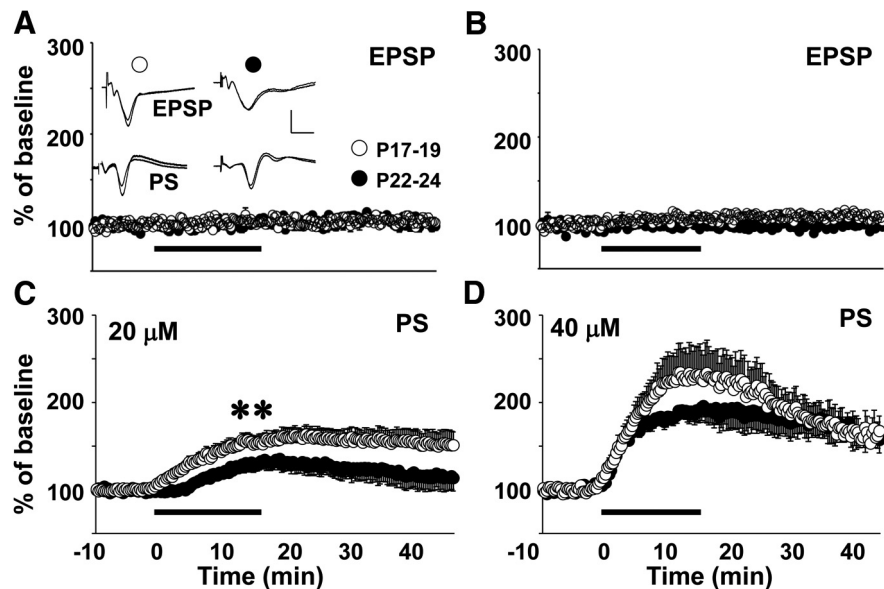 A
B
300
EPSP
300
EPSP
EPSP
200
P17-19
200
PS
P22-24
% of baseline
100
100
C
D
300
20 μM
PS
300
40 μM
PS
**
200
200
% of baseline
100
100
-10 0 10 20 30 40
-10 0 10 20 30 40
Time (min)
Time (min)